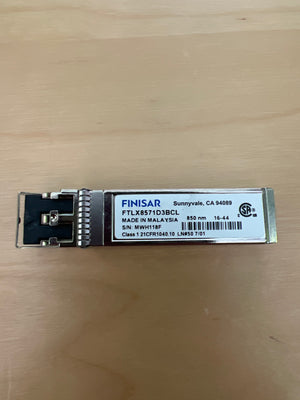 FINISAR Sunnyvale, CA 94089
FTLX8571D3BCL
MADE IN MALAYSIA 850 nm 16-44
S/N: MWH118F
Class 1 21CFR1040.10 LN#50 7/01